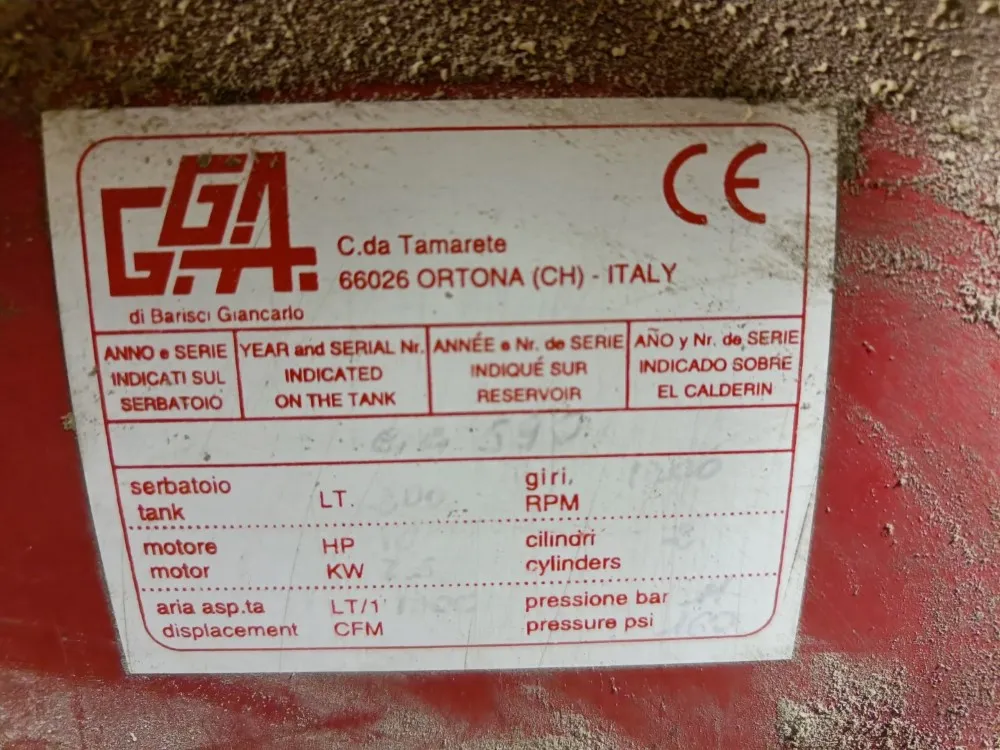 G.G.A.
C.da Tamarete
66026 ORTONA (CH) - ITALY
di Barisci Giancarlo
CE
ANNO e SERIE
INDICATI SUL
SERBATOIO
YEAR and SERIAL Nr.
INDICATED
ON THE TANK
ANNÉE e Nr. de SERIE
INDIQUÉ SUR
RESERVOIR
AÑO y Nr. de SERIE
INDICADO SOBRE
EL CALDERIN
serbatoio
tank
LT.
300
giri.
RPM
motore
motor
HP
KW
cilindri
cylinders
aria asp.ta
displacement
LT/1'
CFM
pressione bar
pressure psi
160